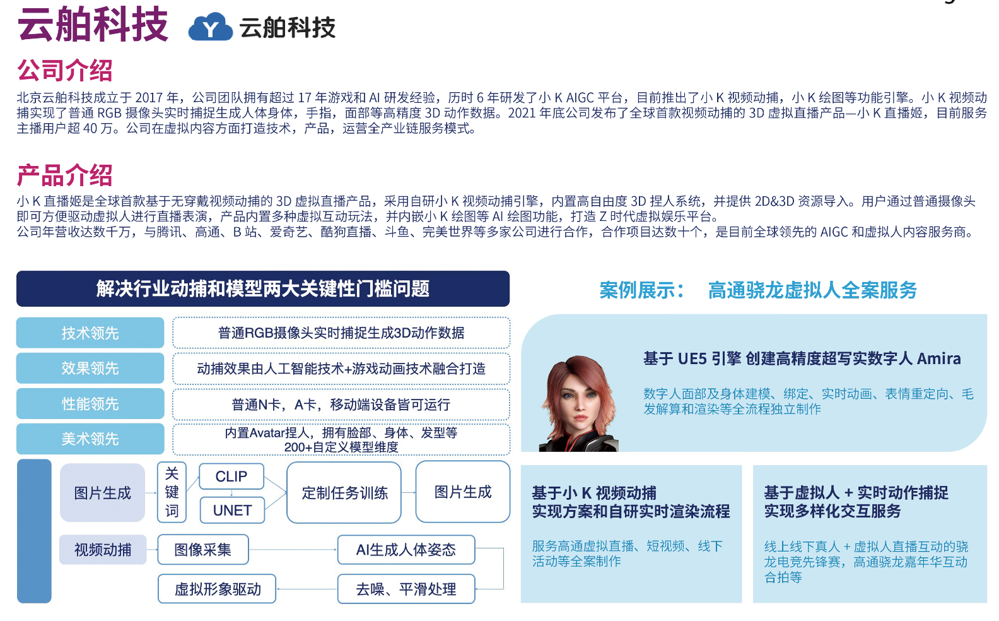 云舶科技
Y 云舶科技
公司介绍
北京云舶科技成立于 2017 年，公司团队拥有超过 17 年游戏和 AI 研发经验，历时 6 年研发了小 K AIGC 平台，目前推出了小 K 视频动捕，小 K 绘图等功能引擎。小 K 视频动
捕实现了普通 RGB 摄像头实时捕捉生成人体身体，手指，面部等高精度 3D 动作数据。2021 年底公司发布了全球首款视频动捕的 3D 虚拟直播产品—小 K 直播姬，目前服务
主播用户超 40 万。公司在虚拟内容方面打造技术，产品，运营全产业链服务模式。
产品介绍
小 K 直播姬是全球首款基于无穿戴视频动捕的 3D 虚拟直播产品，采用自研小 K 视频动捕引擎，内置高自由度 3D 捏人系统，并提供 2D&3D 资源导入。用户通过普通摄像头
即可方便驱动虚拟人进行直播表演，产品内置多种虚拟互动玩法，并内嵌小 K 绘图等 AI 绘图功能，打造 Z 时代虚拟娱乐平台。
公司年营收达数千万，与腾讯、高通、B 站、爱奇艺、酷狗直播、斗鱼、完美世界等多家公司进行合作，合作项目达数十个，是目前全球领先的 AIGC 和虚拟人内容服务商。
解决行业动捕和模型两大关键性门槛问题
技术领先
普通RGB摄像头实时捕捉生成3D动作数据
效果领先
动捕效果由人工智能技术+游戏动画技术融合打造
性能领先
普通N卡，A卡，移动端设备皆可运行
美术领先
内置Avatar捏人，拥有脸部、身体、发型等
200+自定义模型维度
图片生成
关
键
词
CLIP
UNET
定制任务训练
图片生成
视频动捕
图像采集
AI生成人体姿态
虚拟形象驱动
去噪、平滑处理
案例展示： 高通骁龙虚拟人全案服务
基于 UE5 引擎 创建高精度超写实数字人 Amira
数字人面部及身体建模、绑定、实时动画、表情重定向、毛
发解算和渲染等全流程独立制作
基于小 K 视频动捕
实现方案和自研实时渲染流程
服务高通虚拟直播、短视频、线下
活动等全案制作
基于虚拟人 + 实时动作捕捉
实现多样化交互服务
线上线下真人 + 虚拟人直播互动的骁
龙电竞先锋赛，高通骁龙嘉年华互动
合拍等